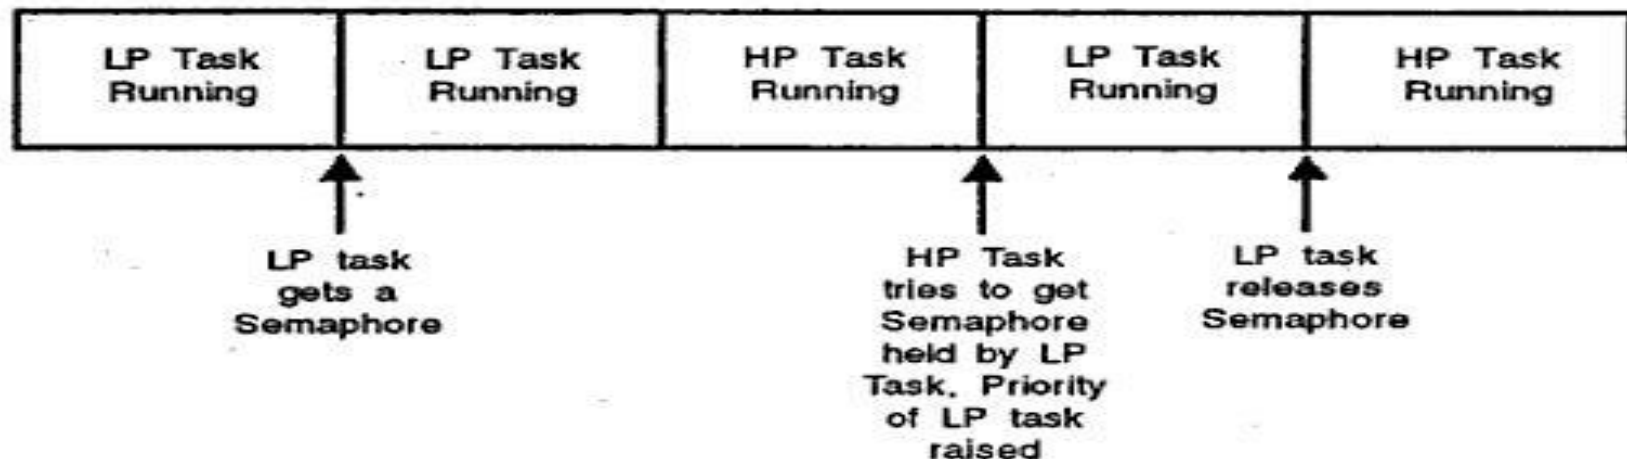 LP Task
Running
LP Task
Running
HP Task
Running
LP Task
Running
HP Task
Running
LP task
gets a
Semaphore
HP Task
tries to get
Semaphore
held by LP
Task. Priority
of LP task
raised
LP task
releases
Semaphore